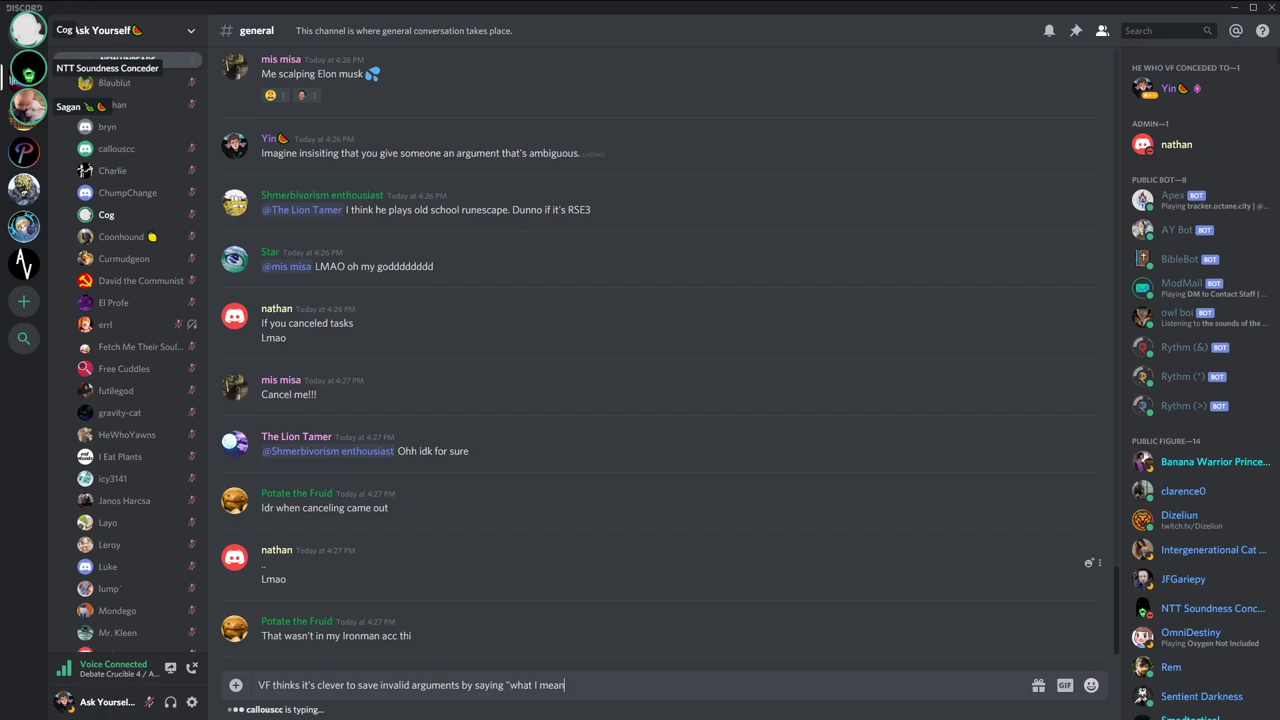 DISCORD
Cog
Ask Yourself🍉
NEW UNREADS
NTT Soundness Conceder
Blaublut
Sagan 🍃🍉
han
bryn
callouscc
Charlie
ChumpChange
Cog
Coonhound 🍋
Curmudgeon
David the Communist
El Profe
errl
Fetch Me Their Soul...
Free Cuddles
futilegod
gravity-cat
HeWhoYawns
I Eat Plants
icy3141
Janos Harcsa
Layo
Leroy
Luke
lump`
Mondego
Mr. Kleen
Voice Connected
Debate Crucible 4 / A...
Ask Yoursel...
# general
This channel is where general conversation takes place.
Search
mis misa Today at 4:26 PM
Me scalping Elon musk 💦
1 1
Yin🍉 Today at 4:26 PM
Imagine insisiting that you give someone an argument that's ambiguous. (edited)
Shmerbivorism enthusiast Today at 4:26 PM
@The Lion Tamer I think he plays old school runescape. Dunno if it's RSE3
Star Today at 4:26 PM
@mis misa LMAO oh my godddddddd
nathan Today at 4:26 PM
If you canceled tasks
Lmao
mis misa Today at 4:27 PM
Cancel me!!!
The Lion Tamer Today at 4:27 PM
@Shmerbivorism enthusiast Ohh idk for sure
Potate the Fruid Today at 4:27 PM
Idr when canceling came out
nathan Today at 4:27 PM
..
Lmao
Potate the Fruid Today at 4:27 PM
That wasn't in my Ironman acc thi
VF thinks it's clever to save invalid arguments by saying "what I mean
GIF
callouscc is typing...
HE WHO VF CONCEDED TO—1
Yin🍉
ADMIN—1
nathan
PUBLIC BOT—8
Apex BOT
Playing tracker.octane.city | @...
AY Bot BOT
BibleBot BOT
ModMail BOT
Playing DM to Contact Staff | ...
owl boi BOT
Listening to the sounds of the ...
Rythm (&) BOT
Rythm (*) BOT
Rythm (>) BOT
PUBLIC FIGURE—14
Banana Warrior Prince...
clarence0
Dizeliun
twitch.tv/Dizeliun
Intergenerational Cat ...
JFGariepy
NTT Soundness Conc...
OmniDestiny
Playing Oxygen Not Included
Rem
Sentient Darkness